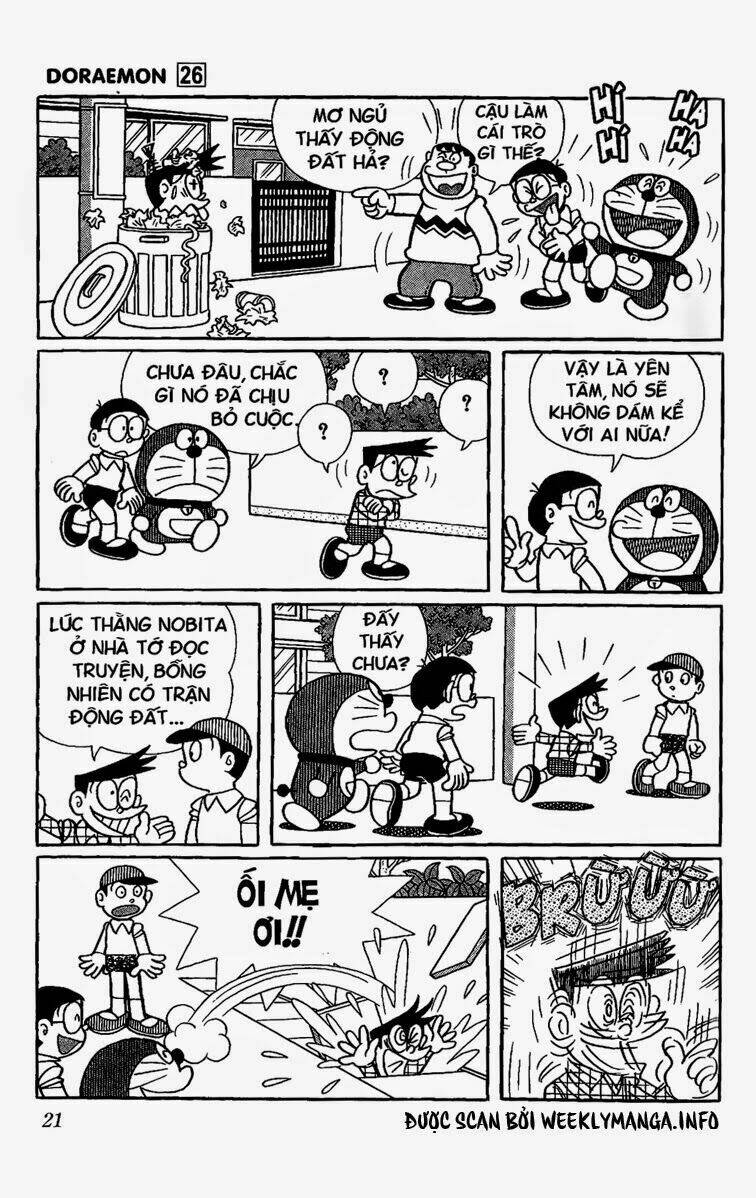 DORAEMON 26
MƠ NGỦ
THẤY ĐỘNG
ĐẤT HẢ?
CẬU LÀM
CÁI TRÒ
GÌ THẾ?
HÍ
HÍ
HA
HA
CHƯA ĐÂU, CHẮC
GÌ NÓ ĐÃ CHỊU
BỎ CUỘC.
?
?
?
VẬY LÀ YÊN
TÂM, NÓ SẼ
KHÔNG DÁM KỂ
VỚI AI NỮA!
LÚC THẰNG NOBITA
Ở NHÀ TỚ ĐỌC
TRUYỆN, BỖNG
NHIÊN CÓ TRẬN
ĐỘNG ĐẤT...
ĐẤY
THẤY
CHƯA?
ỐI MẸ
ƠI!!
BRỪỪỪ
21
ĐƯỢC SCAN BỞI WEEKLYMANGA.INFO